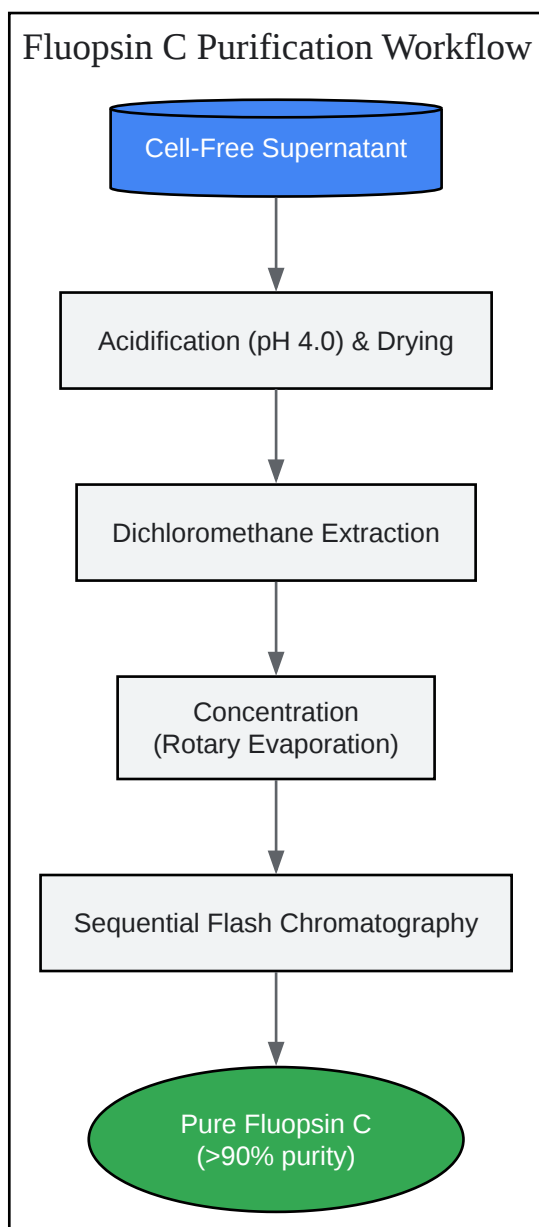 Fluopsin C Purification Workflow
Cell-Free Supernatant
Acidification (pH 4.0) & Drying
Dichloromethane Extraction
Concentration
(Rotary Evaporation)
Sequential Flash Chromatography
Pure Fluopsin C
(>90% purity)